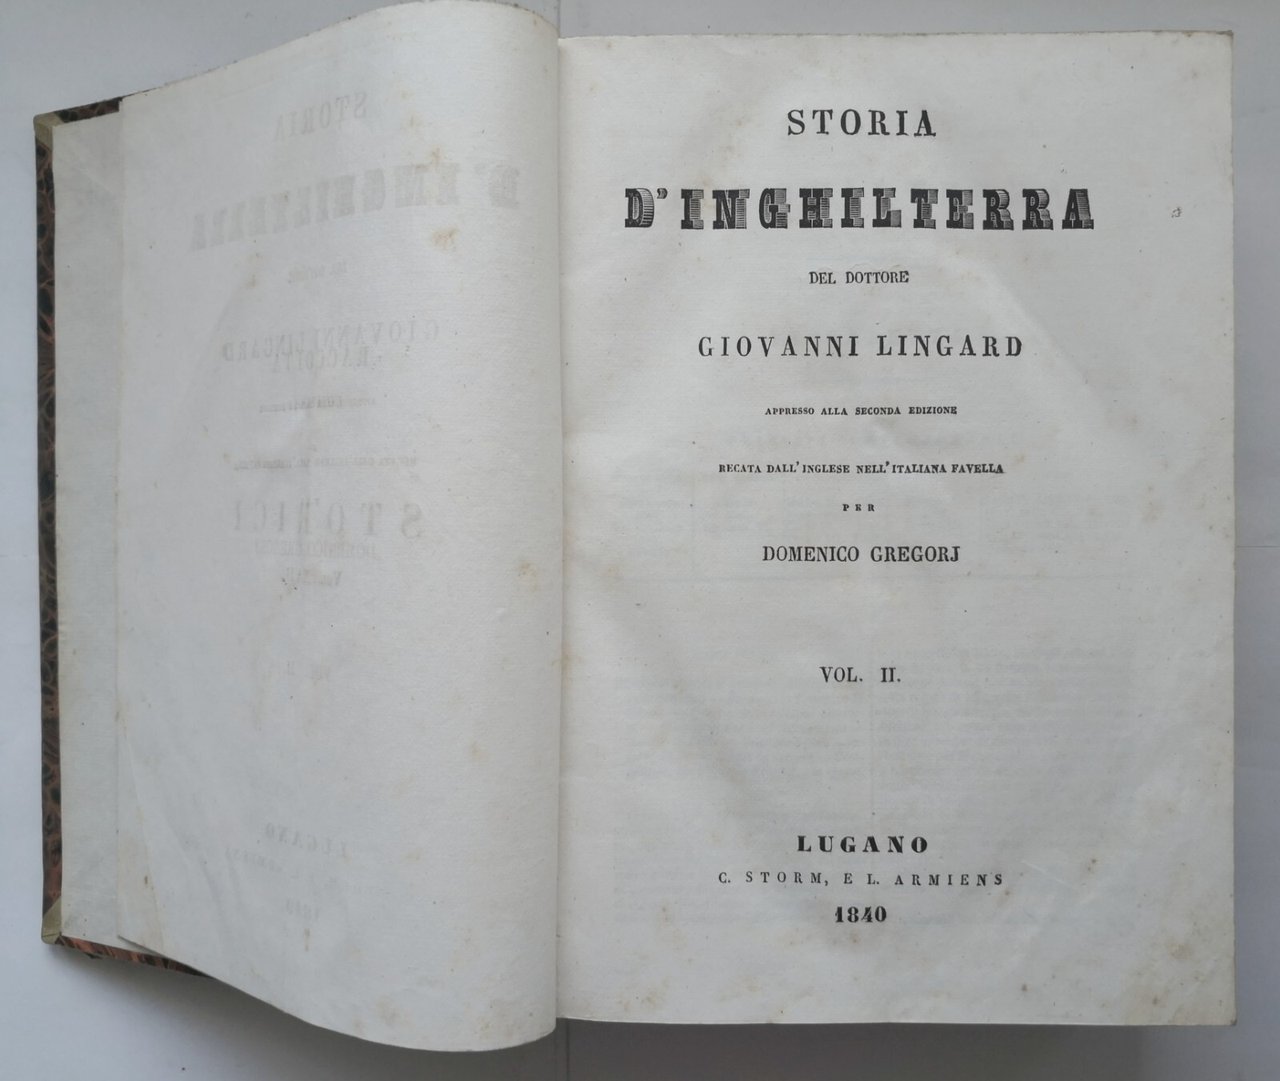 STORIA
D'INGHILTERRA
DEL DOTTORE
GIOVANNI LINGARD
APPRESSO ALLA SECONDA EDIZIONE
RECATA DALL'INGLESE NELL'ITALIANA FAVELLA
PER
DOMENICO GREGORJ
VOL. II.
LUGANO
C. STORM, E L. ARMIENS
1840